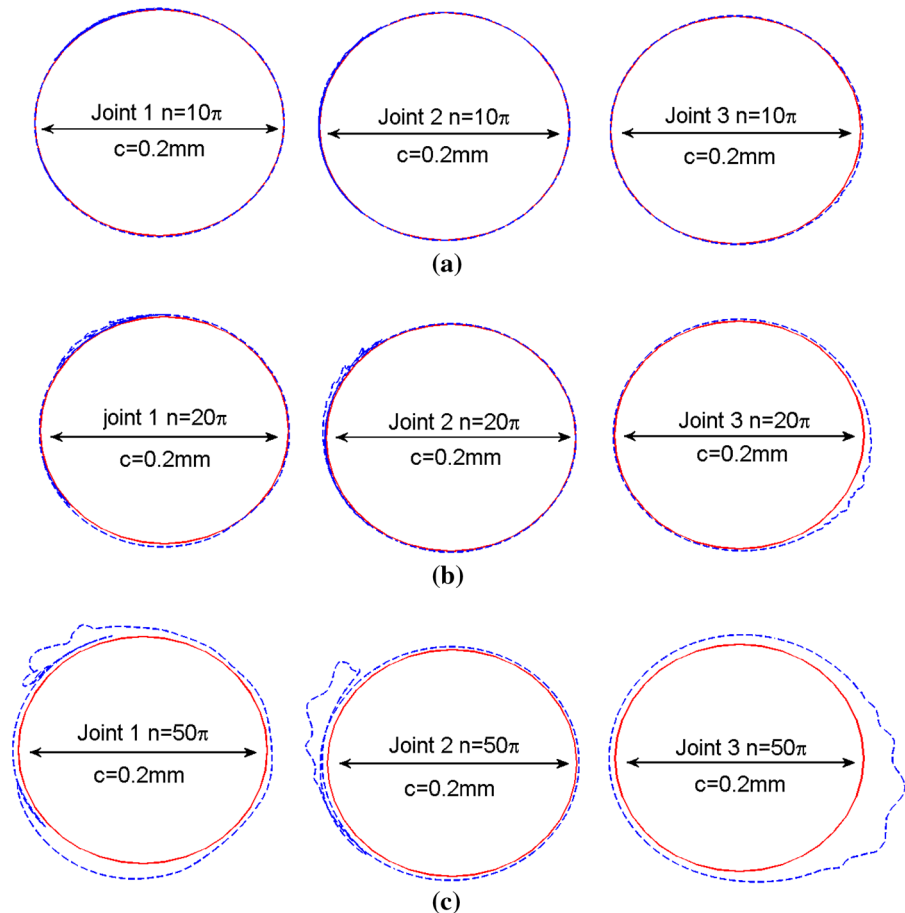 Joint 1 n=10π
c=0.2mm
Joint 2 n=10π
c=0.2mm
Joint 3 n=10π
c=0.2mm
(a)
joint 1 n=20π
c=0.2mm
Joint 2 n=20π
c=0.2mm
Joint 3 n=20π
c=0.2mm
(b)
Joint 1 n=50π
c=0.2mm
Joint 2 n=50π
c=0.2mm
Joint 3 n=50π
c=0.2mm
(c)